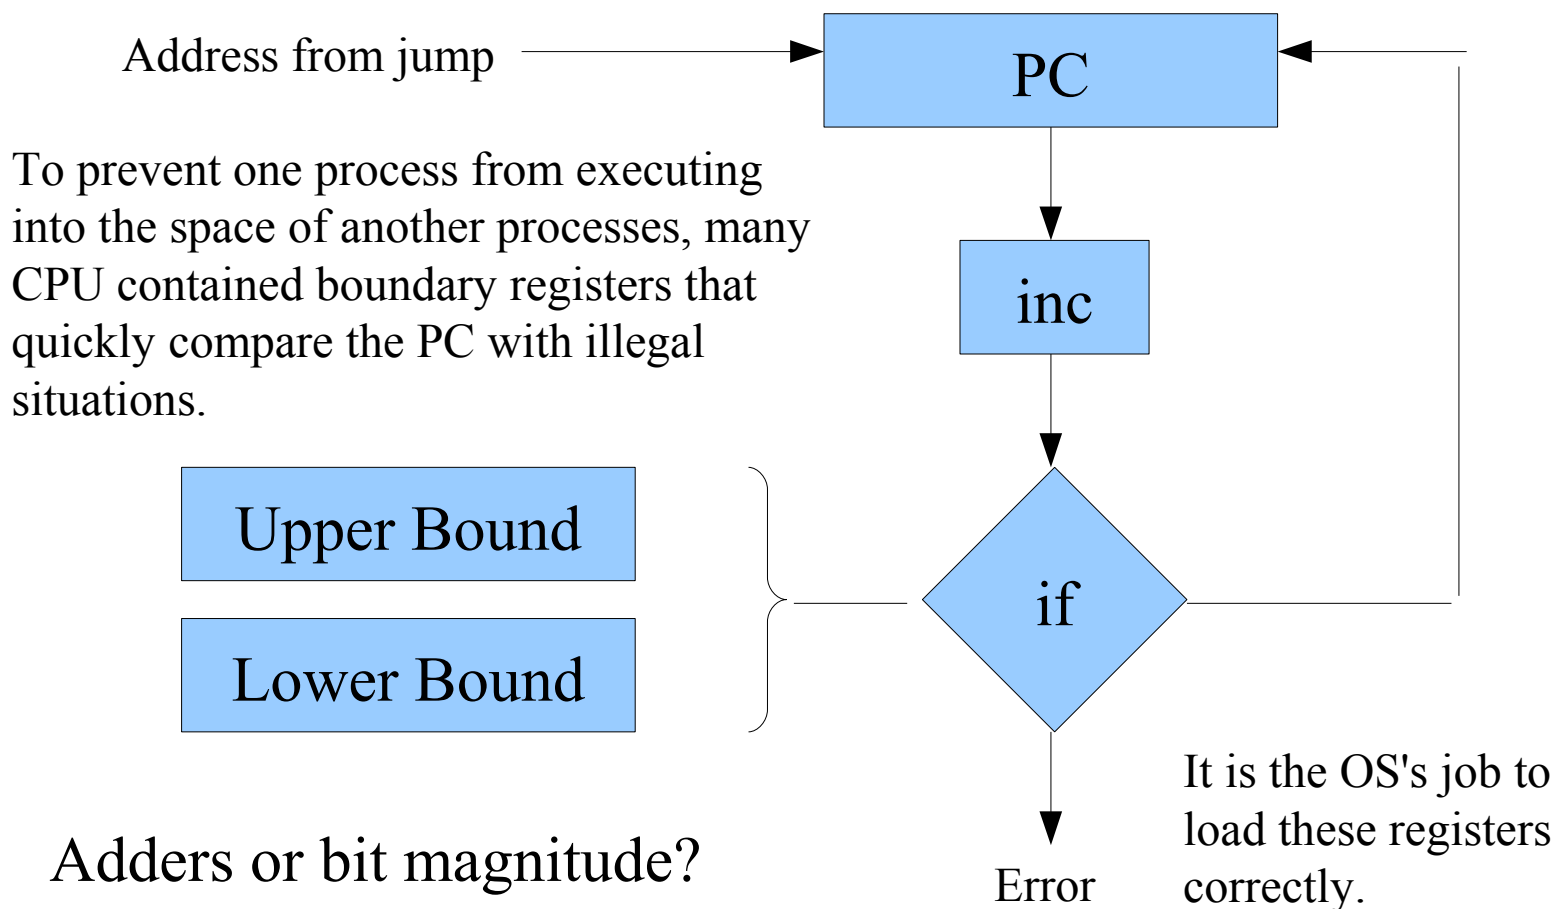 Address from jump
PC
To prevent one process from executing
into the space of another processes, many
CPU contained boundary registers that
quickly compare the PC with illegal
situations.
inc
Upper Bound
if
Lower Bound
It is the OS's job to
load these registers
correctly.
Adders or bit magnitude?
Error